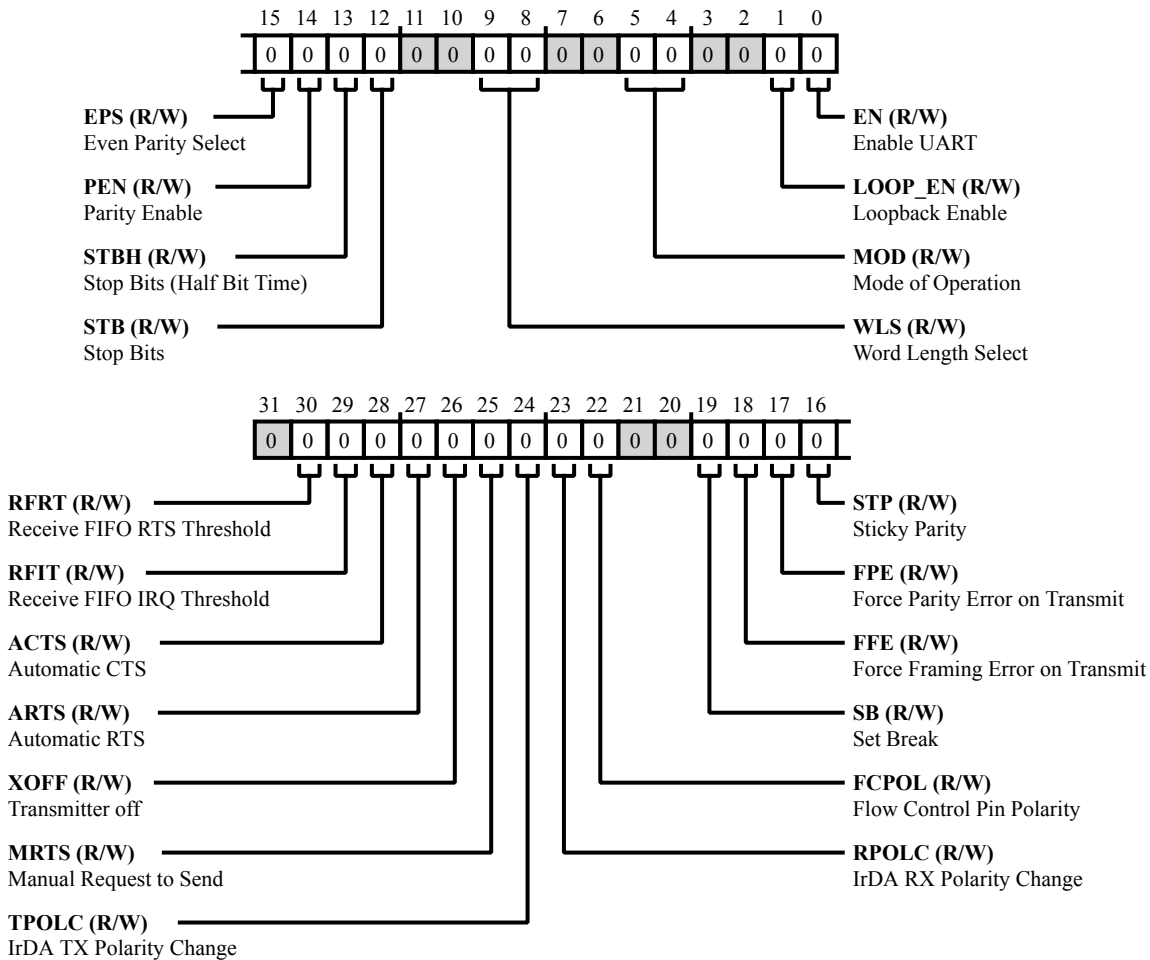 15 14 13 12 11 10 9 8 7 6 5 4 3 2 1 0
0 0 0 0 0 0 0 0 0 0 0 0 0 0 0 0
EPS (R/W)
Even Parity Select
PEN (R/W)
Parity Enable
STBH (R/W)
Stop Bits (Half Bit Time)
STB (R/W)
Stop Bits
EN (R/W)
Enable UART
LOOP_EN (R/W)
Loopback Enable
MOD (R/W)
Mode of Operation
WLS (R/W)
Word Length Select
31 30 29 28 27 26 25 24 23 22 21 20 19 18 17 16
0 0 0 0 0 0 0 0 0 0 0 0 0 0 0 0
RFRT (R/W)
Receive FIFO RTS Threshold
RFIT (R/W)
Receive FIFO IRQ Threshold
ACTS (R/W)
Automatic CTS
ARTS (R/W)
Automatic RTS
XOFF (R/W)
Transmitter off
MRTS (R/W)
Manual Request to Send
TPOLC (R/W)
IrDA TX Polarity Change
STP (R/W)
Sticky Parity
FPE (R/W)
Force Parity Error on Transmit
FFE (R/W)
Force Framing Error on Transmit
SB (R/W)
Set Break
FCPOL (R/W)
Flow Control Pin Polarity
RPOLC (R/W)
IrDA RX Polarity Change